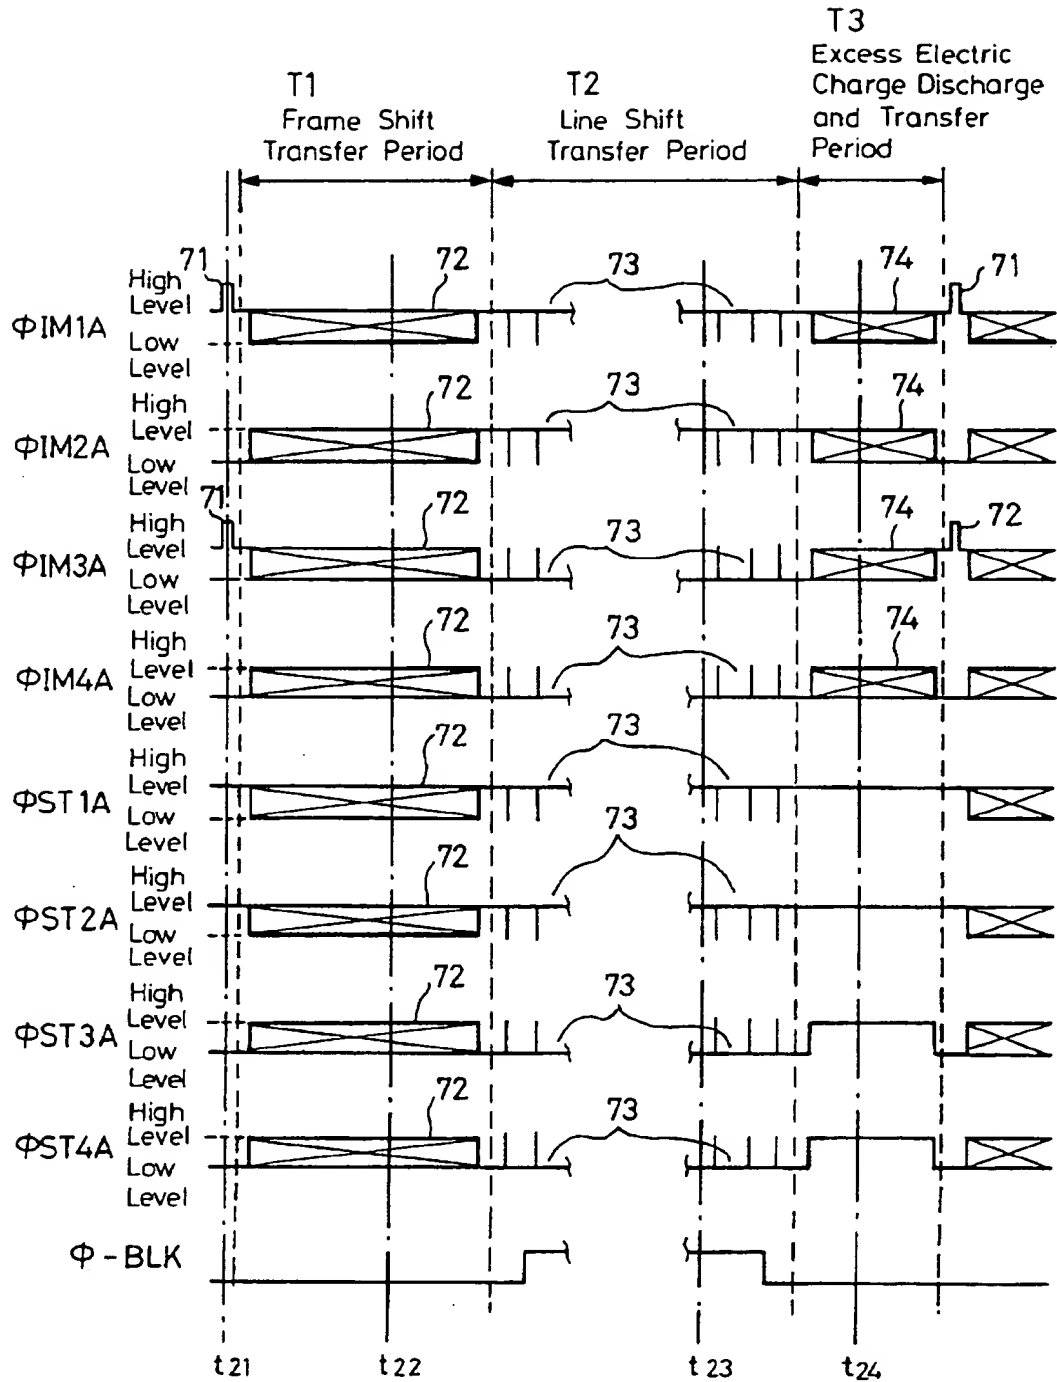 T3
Excess Electric
Charge Discharge
and Transfer
Period
T1
Frame Shift
Transfer Period
T2
Line Shift
Transfer Period
71
High
Level
ΦIM1A
Low
Level
72
73
74
71
High
Level
ΦIM2A
Low
Level
72
73
74
71
High
Level
ΦIM3A
Low
Level
72
73
74
72
High
Level
ΦIM4A
Low
Level
72
73
74
High
Level
ΦST1A
Low
Level
72
73
High
Level
ΦST2A
Low
Level
72
73
High
Level
ΦST3A
Low
Level
72
73
High
Level
ΦST4A
Low
Level
72
73
Φ-BLK
t21
t22
t23
t24